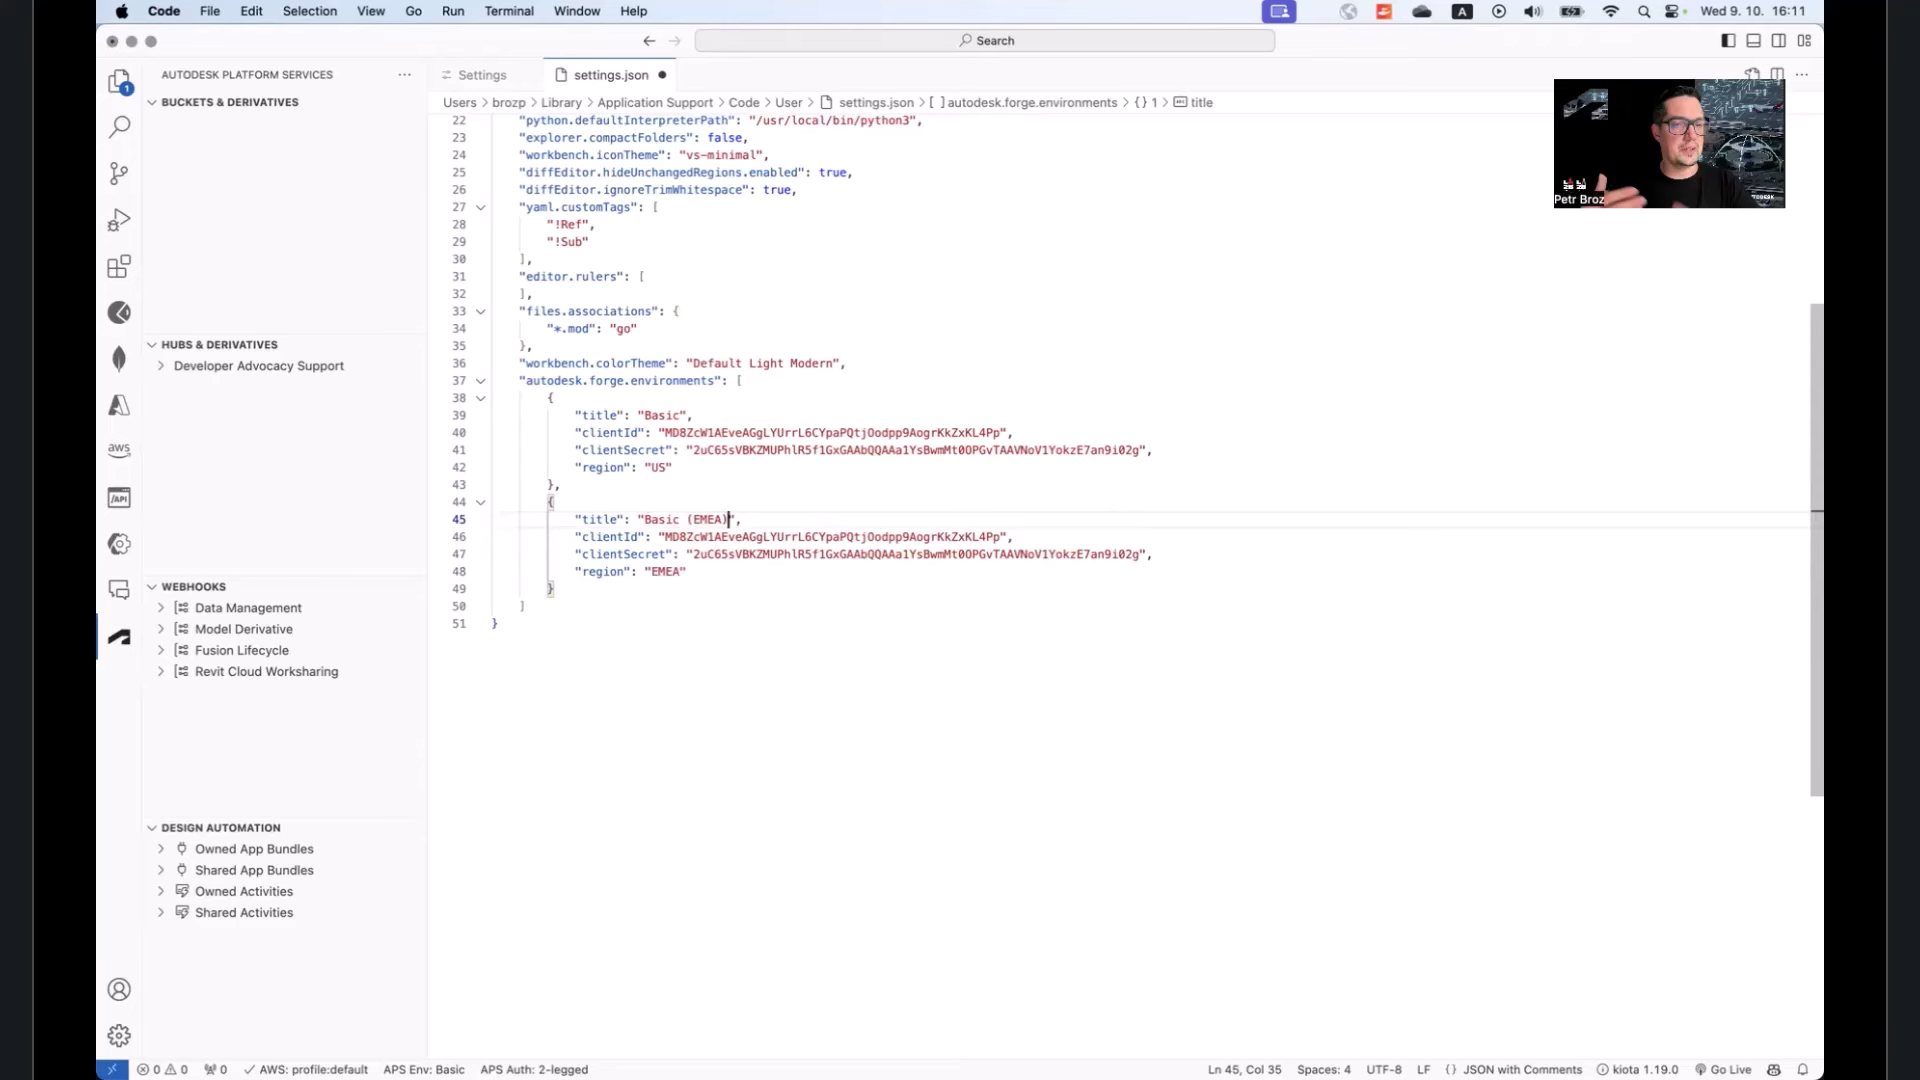 Code File Edit Selection View Go Run Terminal Window Help
A Wed 9. 10. 16:11
Search
AUTODESK PLATFORM SERVICES
Settings settings.json
BUCKETS & DERIVATIVES
Users > brozp > Library > Application Support > Code > User > settings.json > [ ] autodesk.forge.environments > {} 1 > title
22 "python.defaultInterpreterPath": "/usr/local/bin/python3",
23 "explorer.compactFolders": false,
24 "workbench.iconTheme": "vs-minimal",
25 "diffEditor.hideUnchangedRegions.enabled": true,
26 "diffEditor.ignoreTrimWhitespace": true,
27 "yaml.customTags": [
28 "!Ref",
29 "!Sub"
30 ],
31 "editor.rulers": [
32 ],
33 "files.associations": {
34 "*.mod": "go"
35 },
36 "workbench.colorTheme": "Default Light Modern",
37 "autodesk.forge.environments": [
38 {
39 "title": "Basic",
40 "clientId": "MD8ZcW1AEveAGgLYUrrL6CYpaPQtjOodpp9AogrKkZxKL4Pp",
41 "clientSecret": "2uC65sVBKZMUPhlR5f1GxGAAbQQAAa1YsBwmMt0OPGvTAAVNoV1YokzE7an9i02g",
42 "region": "US"
43 },
44 {
45 "title": "Basic (EMEA)",
46 "clientId": "MD8ZcW1AEveAGgLYUrrL6CYpaPQtjOodpp9AogrKkZxKL4Pp",
47 "clientSecret": "2uC65sVBKZMUPhlR5f1GxGAAbQQAAa1YsBwmMt0OPGvTAAVNoV1YokzE7an9i02g",
48 "region": "EMEA"
49 }
50 ]
51 }
Petr Broz
1
aws
/API
HUBS & DERIVATIVES
Developer Advocacy Support
WEBHOOKS
Data Management
Model Derivative
Fusion Lifecycle
Revit Cloud Worksharing
DESIGN AUTOMATION
Owned App Bundles
Shared App Bundles
Owned Activities
Shared Activities
0 0 0 AWS: profile:default APS Env: Basic APS Auth: 2-legged
Ln 45, Col 35 Spaces: 4 UTF-8 LF {} JSON with Comments kiota 1.19.0 Go Live